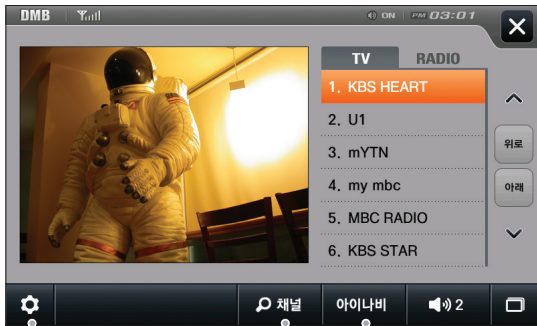 DMB
ON PM 03:01
TV RADIO
1. KBS HEART
2. U1
3. mYTN
4. my mbc
5. MBC RADIO
6. KBS STAR
위로
아래
채널 아이나비 2